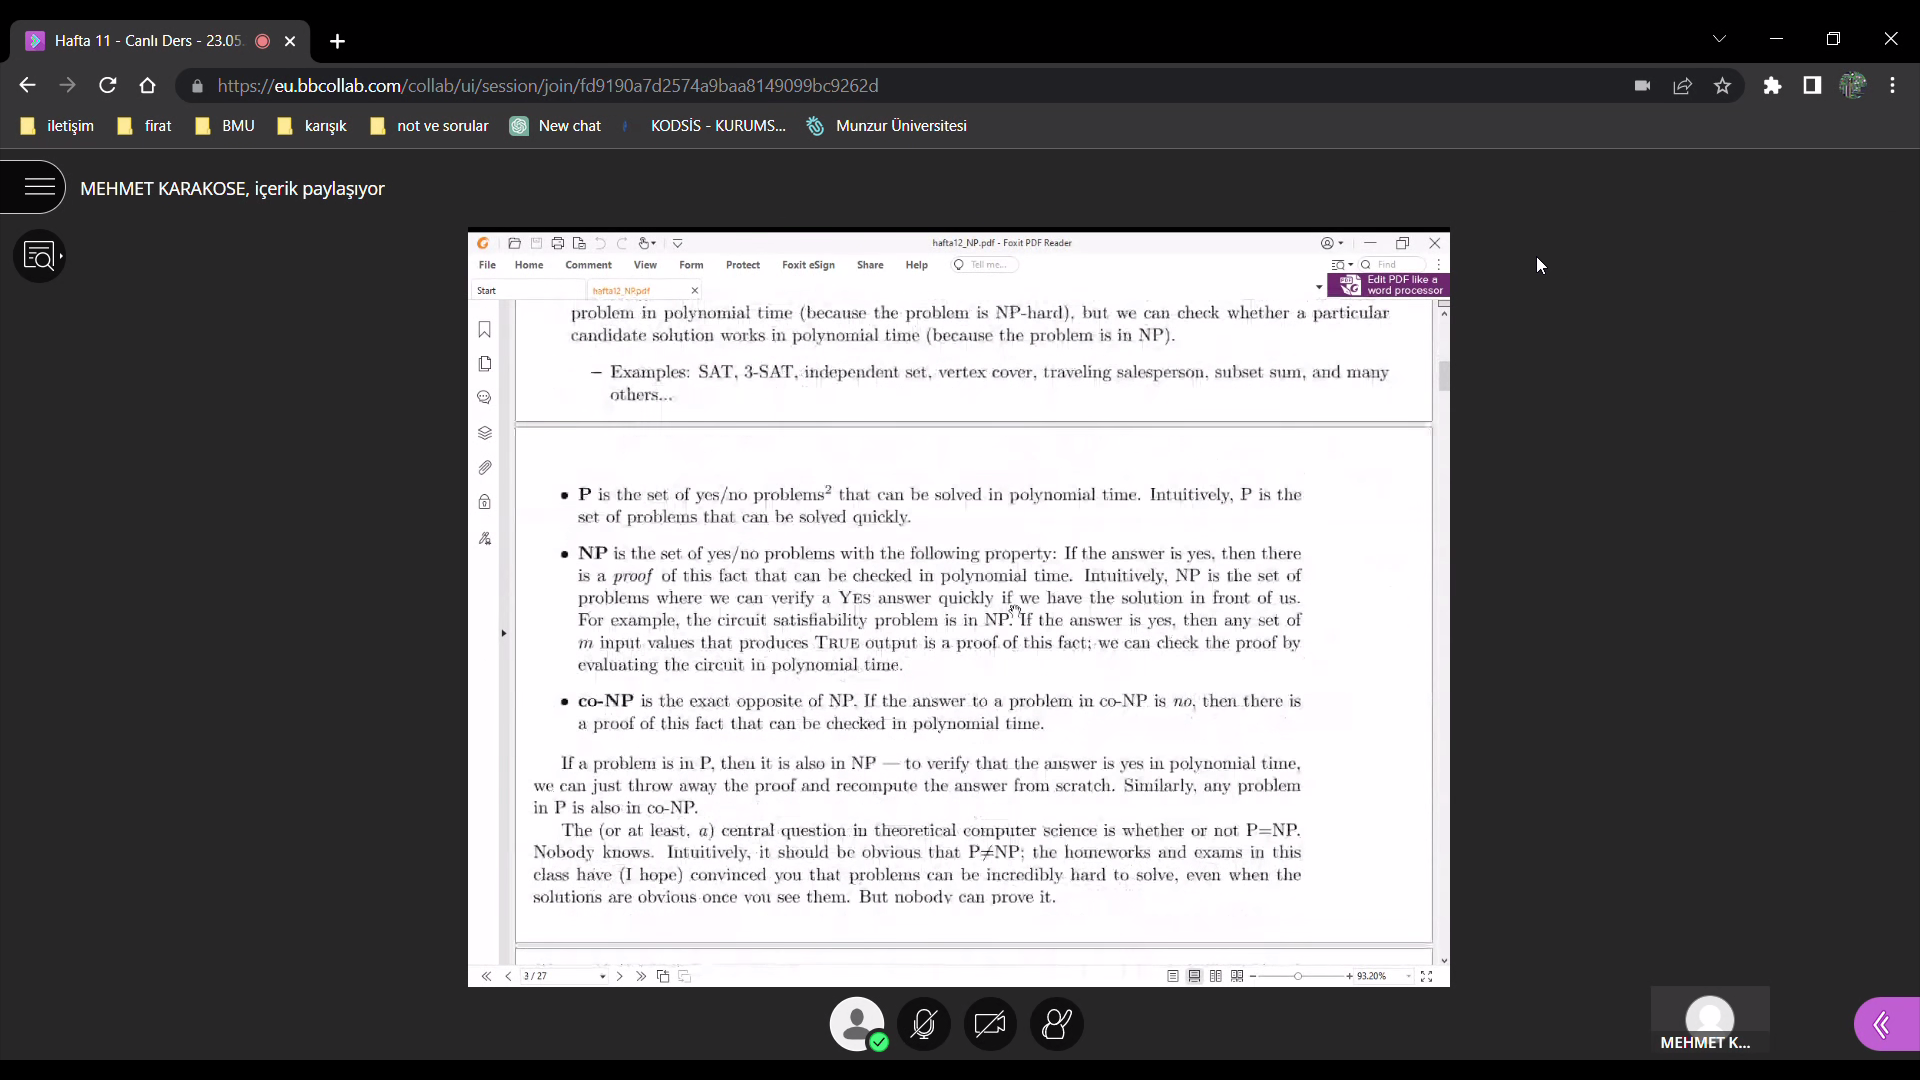 Hafta 11 - Canlı Ders - 23.05.
https://eu.bbcollab.com/collab/ui/session/join/fd9190a7d2574a9baa8149099bc9262d
iletişim firat BMU karışık not ve sorular New chat KODSİS - KURUMS... Munzur Üniversitesi
MEHMET KARAKOSE, içerik paylaşıyor
hafta12_NP.pdf - Foxit PDF Reader
File Home Comment View Form Protect Foxit eSign Share Help Tell me... Find
Edit PDF like a
word processor
Start hafta12_NP.pdf
problem in polynomial time (because the problem is NP-hard), but we can check whether a particular
candidate solution works in polynomial time (because the problem is in NP).
– Examples: SAT, 3-SAT, independent set, vertex cover, traveling salesperson, subset sum, and many
others...
• P is the set of yes/no problems² that can be solved in polynomial time. Intuitively, P is the
set of problems that can be solved quickly.
• NP is the set of yes/no problems with the following property: If the answer is yes, then there
is a proof of this fact that can be checked in polynomial time. Intuitively, NP is the set of
problems where we can verify a YES answer quickly if we have the solution in front of us.
For example, the circuit satisfiability problem is in NP. If the answer is yes, then any set of
m input values that produces TRUE output is a proof of this fact; we can check the proof by
evaluating the circuit in polynomial time.
• co-NP is the exact opposite of NP. If the answer to a problem in co-NP is no, then there is
a proof of this fact that can be checked in polynomial time.
If a problem is in P, then it is also in NP — to verify that the answer is yes in polynomial time,
we can just throw away the proof and recompute the answer from scratch. Similarly, any problem
in P is also in co-NP.
The (or at least, a) central question in theoretical computer science is whether or not P=NP.
Nobody knows. Intuitively, it should be obvious that P≠NP; the homeworks and exams in this
class have (I hope) convinced you that problems can be incredibly hard to solve, even when the
solutions are obvious once you see them. But nobody can prove it.
3 / 27
93.20%
MEHMET K...